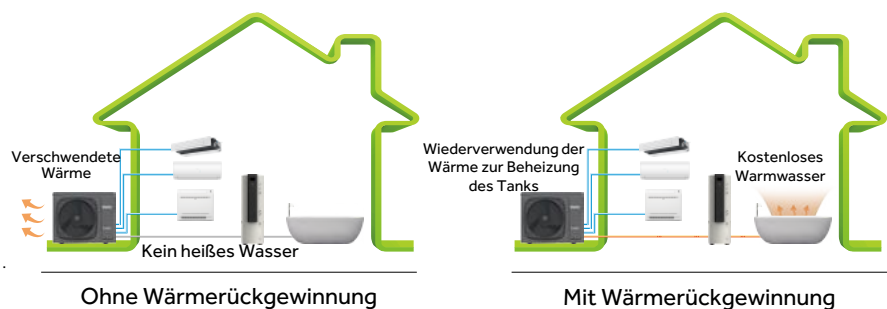 Verschwendete
Wärme
Kein heißes Wasser
Ohne Wärmerückgewinnung
Wiederverwendung der
Wärme zur Beheizung
des Tanks
Kostenloses
Warmwasser
Mit Wärmerückgewinnung